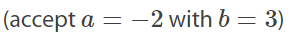 (accept a = −2 with b = 3)